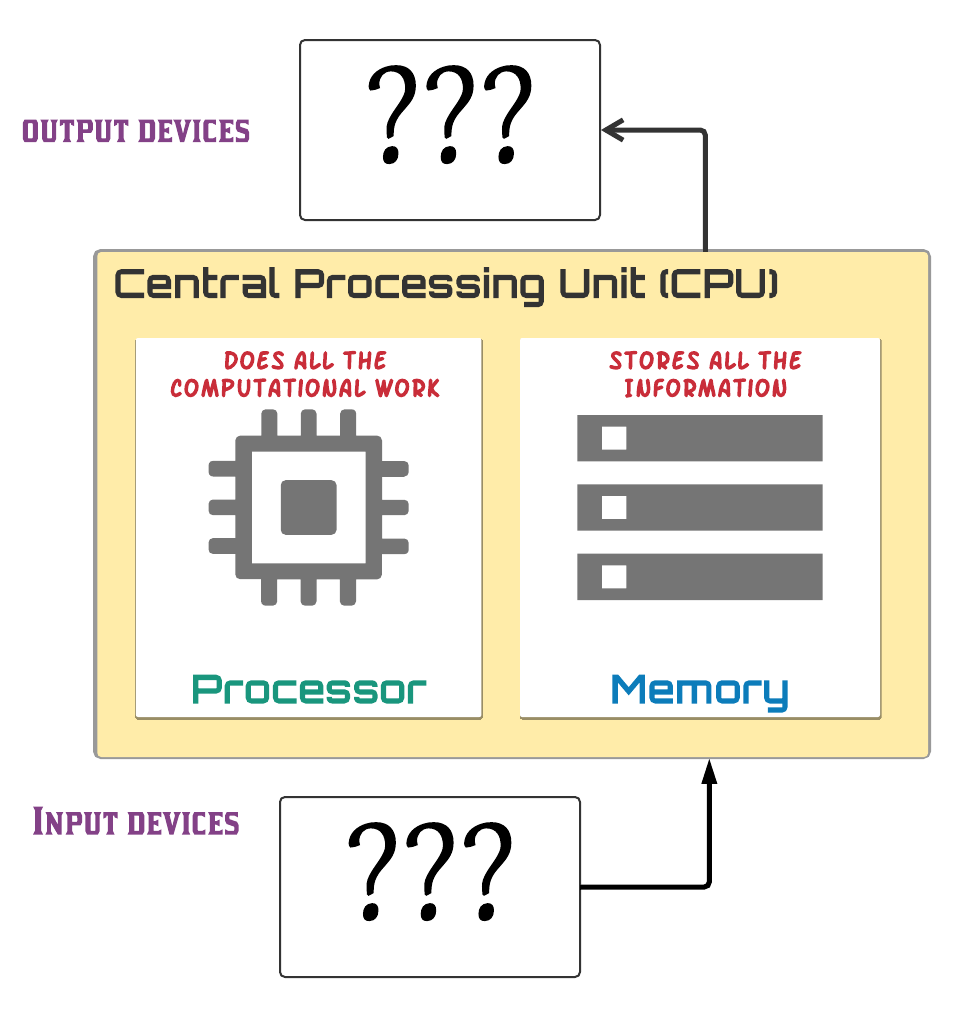 ???
OUTPUT DEVICES
Central Processing Unit (CPU)
DOES ALL THE
COMPUTATIONAL WORK
Processor
STORES ALL THE
INFORMATION
Memory
INPUT DEVICES
???